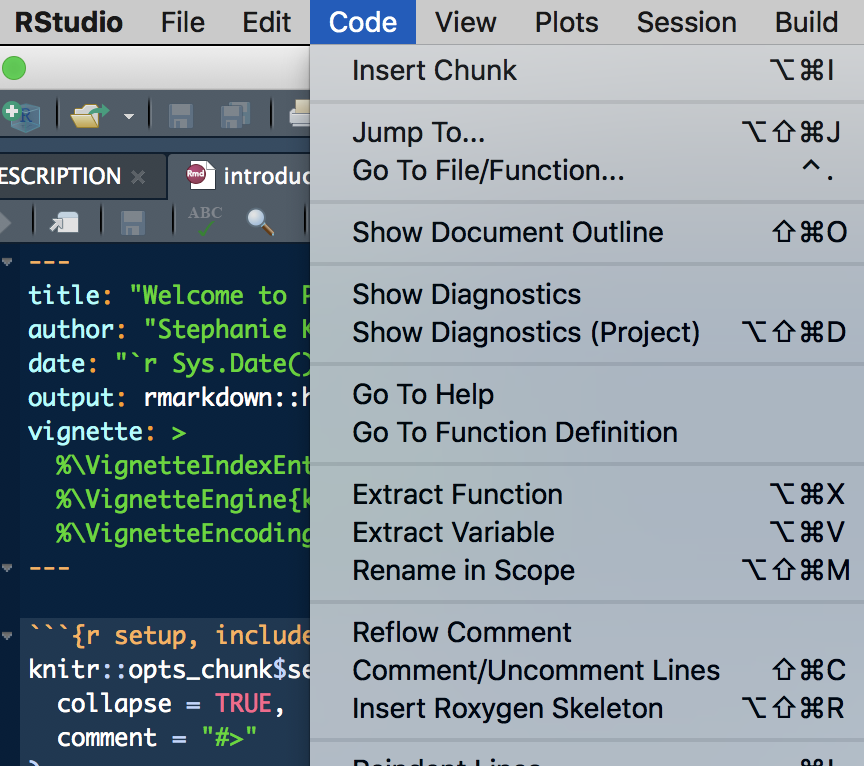 RStudio File Edit Code View Plots Session Build
Insert Chunk ⌥⌘I
Jump To... ⌥⇧⌘J
Go To File/Function... ^ .
Show Document Outline ⇧⌘O
Show Diagnostics
Show Diagnostics (Project) ⌥⇧⌘D
Go To Help
Go To Function Definition
Extract Function ⌥⌘X
Extract Variable ⌥⌘V
Rename in Scope ⌥⇧⌘M
Reflow Comment
Comment/Uncomment Lines ⇧⌘C
Insert Roxygen Skeleton ⌥⇧⌘R
Reindent Lines ⌘I
R
ESCRIPTION × Rmd introduc
ABC
---
title: "Welcome to
author: "Stephanie
date: "`r Sys.Date()
output: rmarkdown::h
vignette: >
%\VignetteIndexEnt
%\VignetteEngine{k
%\VignetteEncoding
---
```{r setup, include
knitr::opts_chunk$se
collapse = TRUE,
comment = "#>"